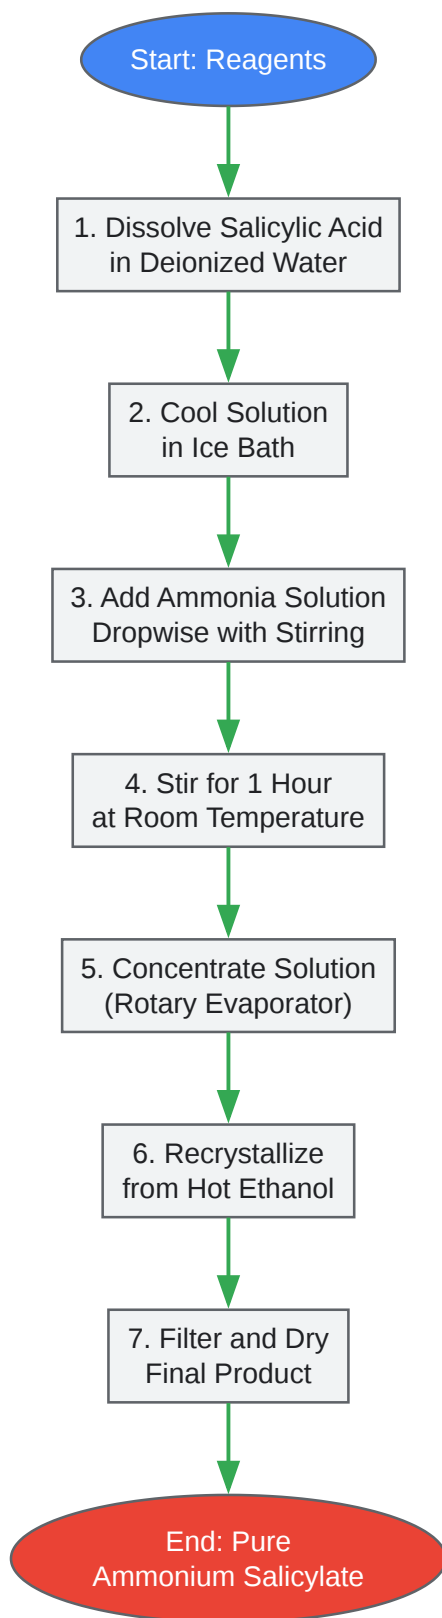 Start: Reagents
1. Dissolve Salicylic Acid
in Deionized Water
2. Cool Solution
in Ice Bath
3. Add Ammonia Solution
Dropwise with Stirring
4. Stir for 1 Hour
at Room Temperature
5. Concentrate Solution
(Rotary Evaporator)
6. Recrystallize
from Hot Ethanol
7. Filter and Dry
Final Product
End: Pure
Ammonium Salicylate